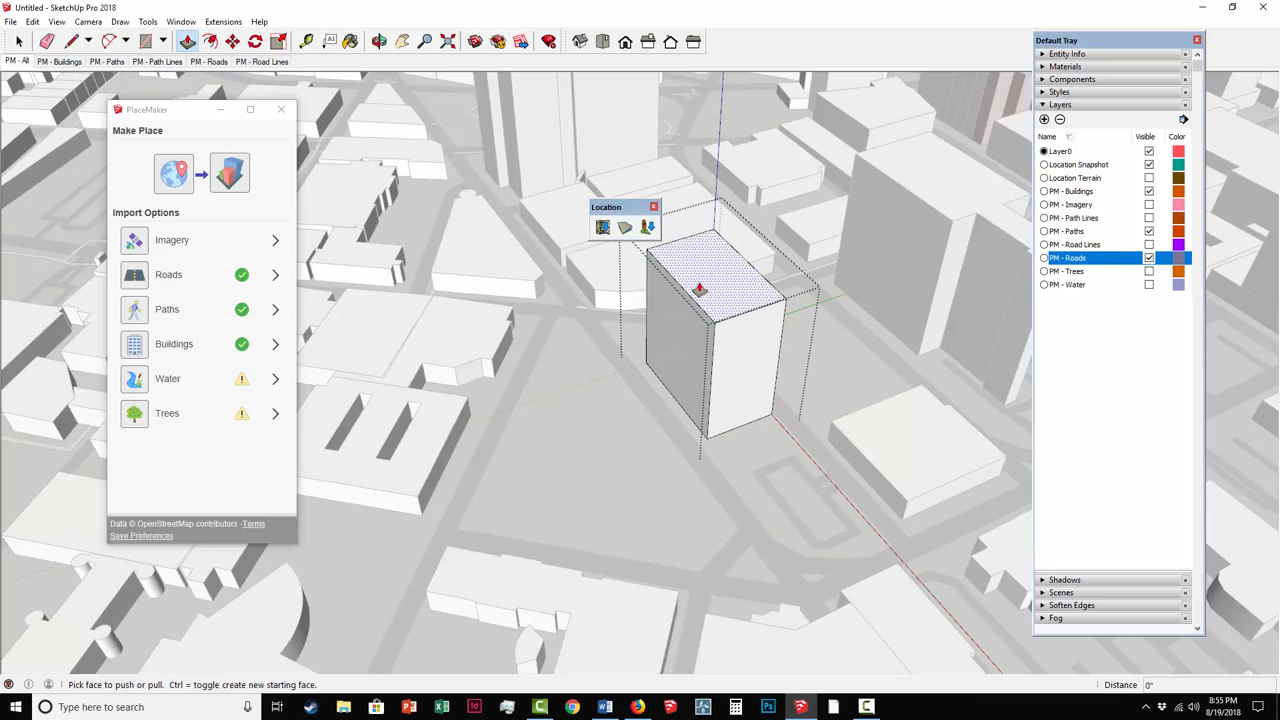 Untitled - SketchUp Pro 2018
File Edit View Camera Draw Tools Window Extensions Help
PM - All PM - Buildings PM - Paths PM - Path Lines PM - Roads PM - Road Lines
PlaceMaker
Make Place
Import Options
Imagery
Roads
Paths
Buildings
Water
Trees
Data © OpenStreetMap contributors -Terms
Save Preferences
Location
Default Tray
Entity Info
Materials
Components
Styles
Layers
Name Visible Color
Layer0
Location Snapshot
Location Terrain
PM - Buildings
PM - Imagery
PM - Path Lines
PM - Paths
PM - Road Lines
PM - Roads
PM - Trees
PM - Water
Shadows
Scenes
Soften Edges
Fog
Pick face to push or pull. Ctrl = toggle create new starting face.
Distance 0"
Type here to search
8:55 PM
8/19/2018